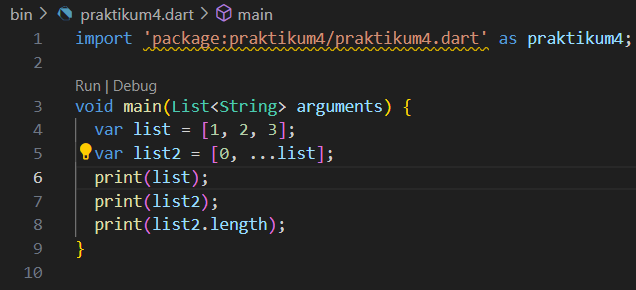 bin > praktikum4.dart > main
1 import 'package:praktikum4/praktikum4.dart' as praktikum4;
2
Run | Debug
3 void main(List<String> arguments) {
4   var list = [1, 2, 3];
5   var list2 = [0, ...list];
6   print(list);
7   print(list2);
8   print(list2.length);
9 }
10